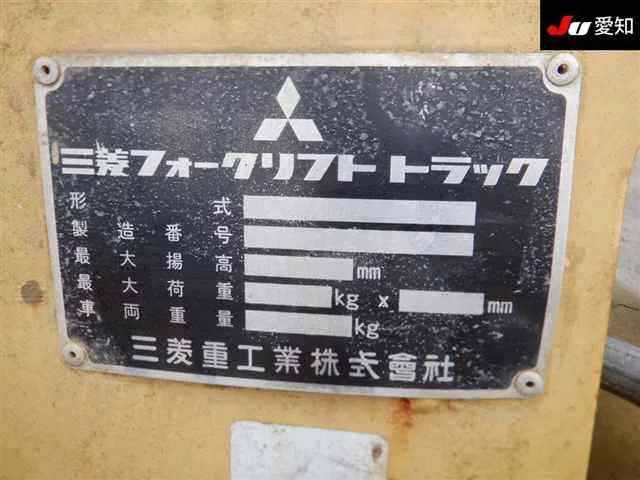 JU 愛知
三菱フォークリフト トラック
形 式
製造番号
最大揚高 mm
最大荷重 kg x mm
車両重量 kg
三菱重工業株式會社